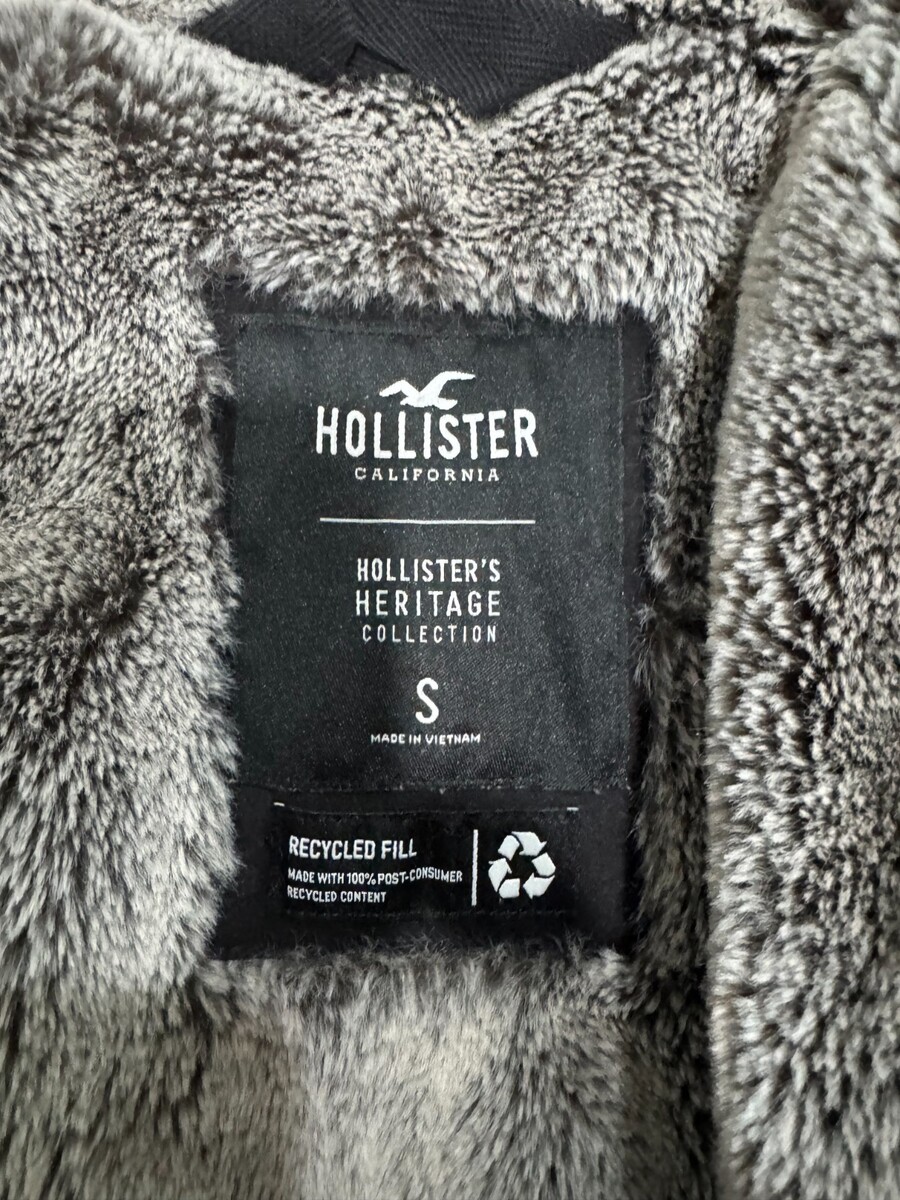 HOLLISTER
CALIFORNIA
HOLLISTER'S
HERITAGE
COLLECTION
S
MADE IN VIETNAM
RECYCLED FILL
MADE WITH 100% POST-CONSUMER
RECYCLED CONTENT